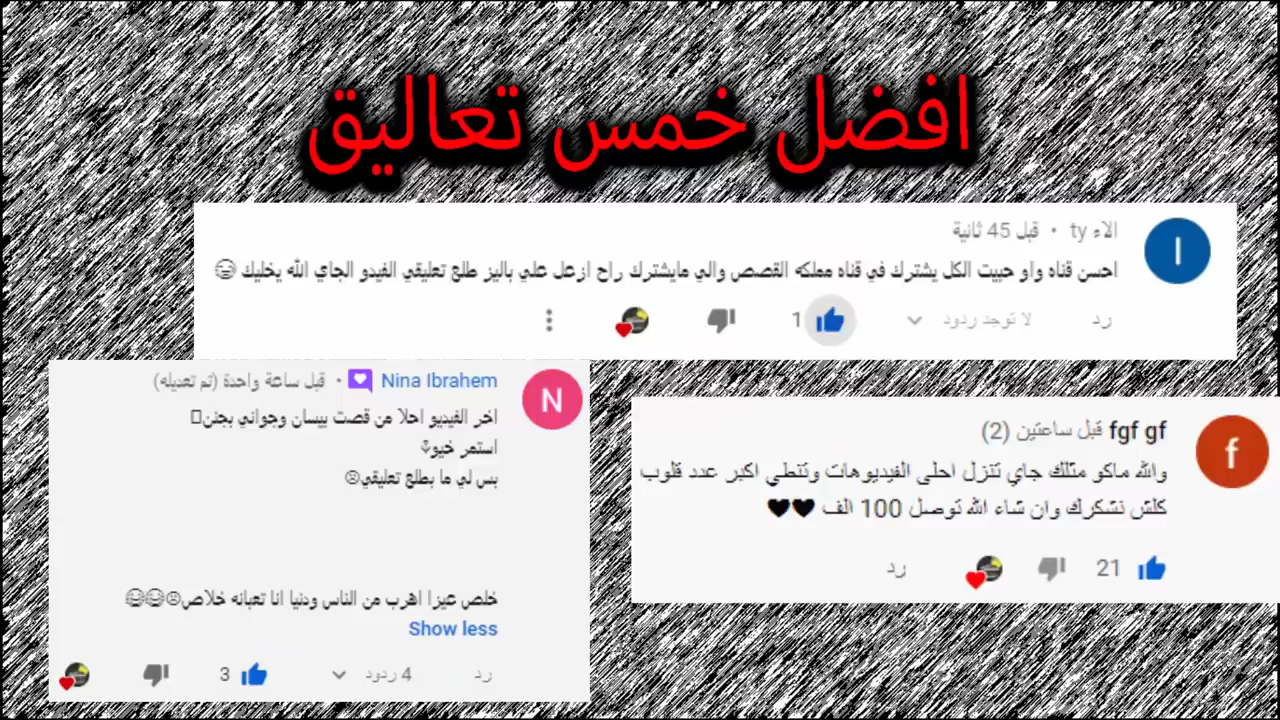 افضل خمس تعاليق
الاء ty • قبل 45 ثانية
احسن قناه واو حبيت الكل يشترك في قناه مملكه القصص والي مايشترك راح ازعل علي باليز طلع تعليقي الفيدو الجاي الله يخليك
رد لا توجد ردود 1
Nina Ibrahem • قبل ساعة واحدة (تم تعديله)
اخر الفيديو احلا من قصت بيسان وجواني بجنن
استمر خيو
بس لي ما بطلع تعليقي☹
خلص عيزا اهرب من الناس ودنيا انا تعبانه خلاص☹😂😂
Show less
رد 4 ردود 3
fgf gf قبل ساعتين (2)
والله ماكو مثلك جاي تنزل احلى الفيديوهات وتنطي اكبر عدد قلوب
كلش نشكرك وان شاء الله توصل 100 الف ♥♥
21 رد
I
N
f